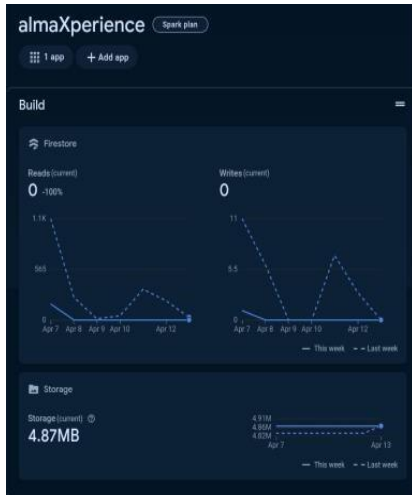 almaXperience Spark plan
1 app + Add app
Build
Firestore
Reads (current)
0 -100%
1.1K
565
0
Apr 7 Apr 8 Apr 9 Apr 10 Apr 12
Writes (current)
0
11
5.5
0
Apr 7 Apr 8 Apr 9 Apr 10 Apr 12
This week Last week
Storage
Storage (current)
4.87MB
4.91M
4.86M
4.82M
Apr 7 Apr 13
This week Last week